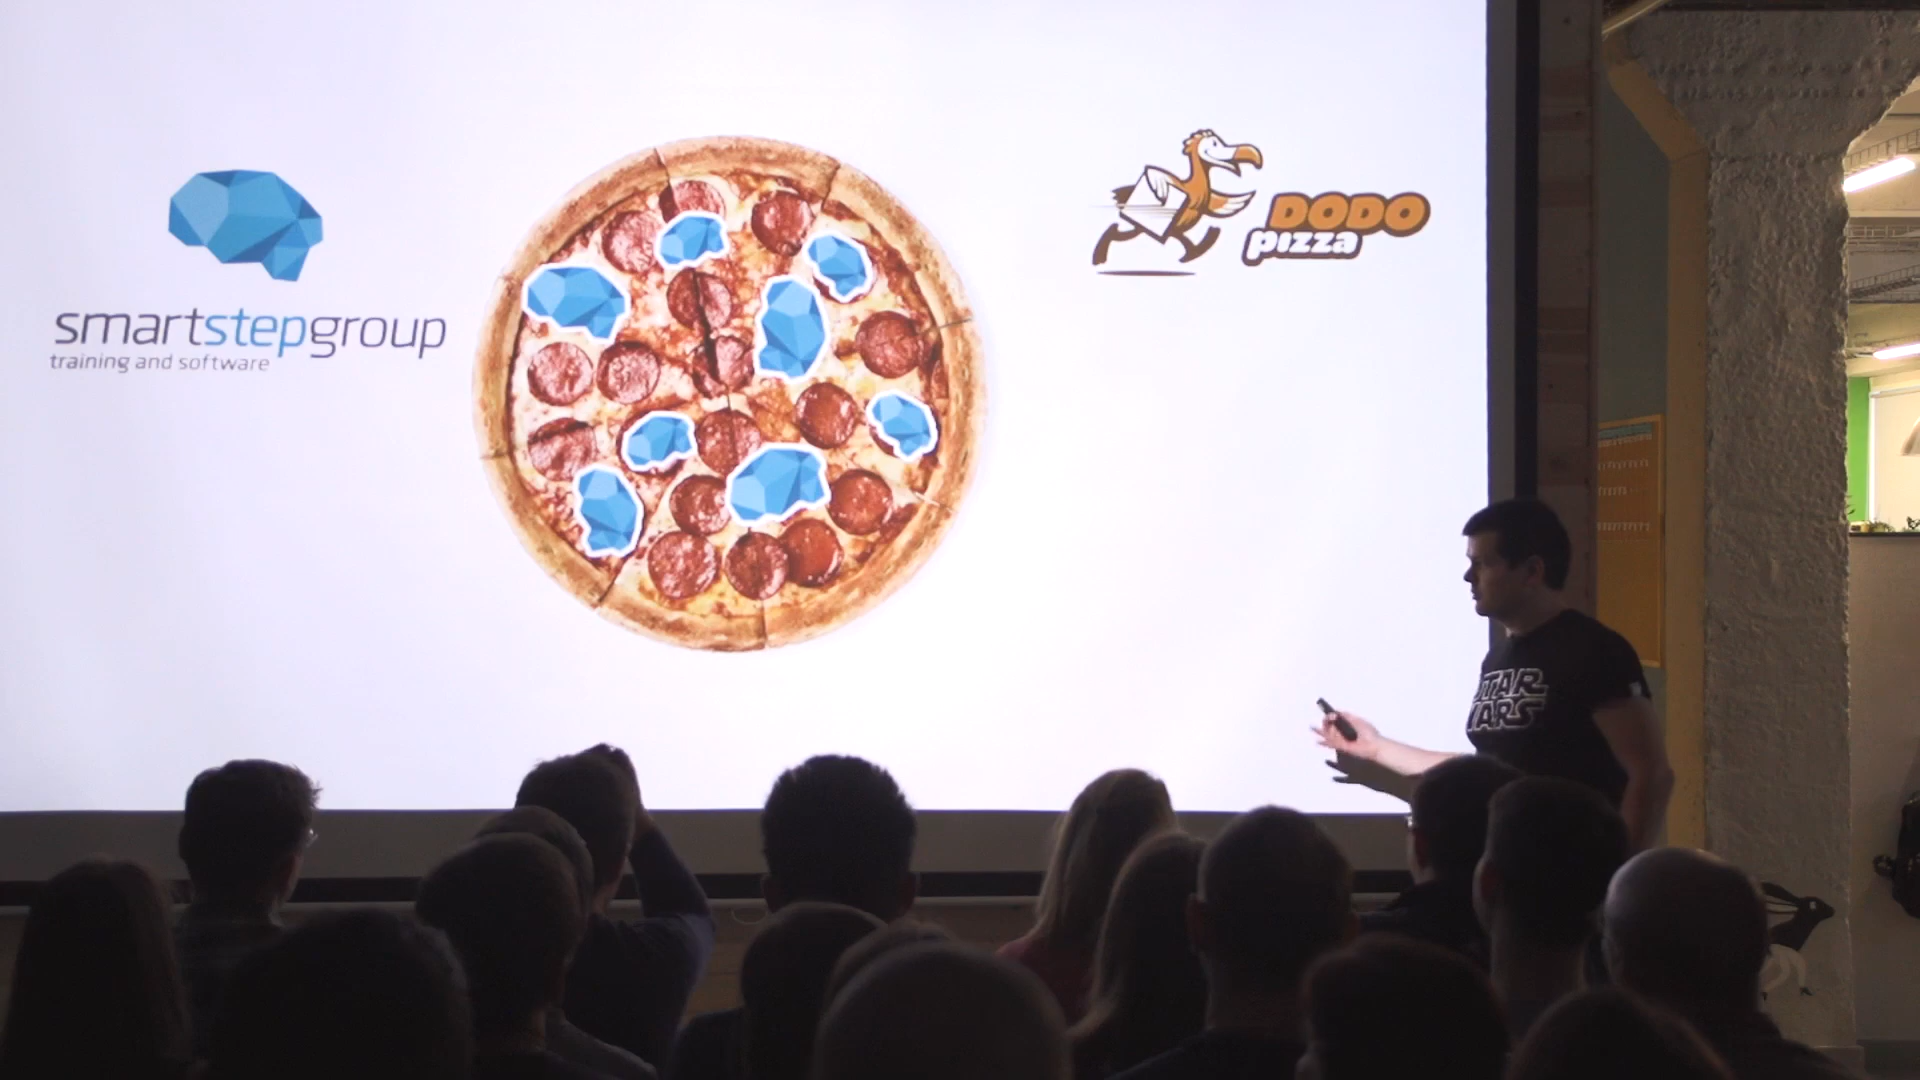 smartstepgroup
training and software
DODO
pizza
STAR
WARS